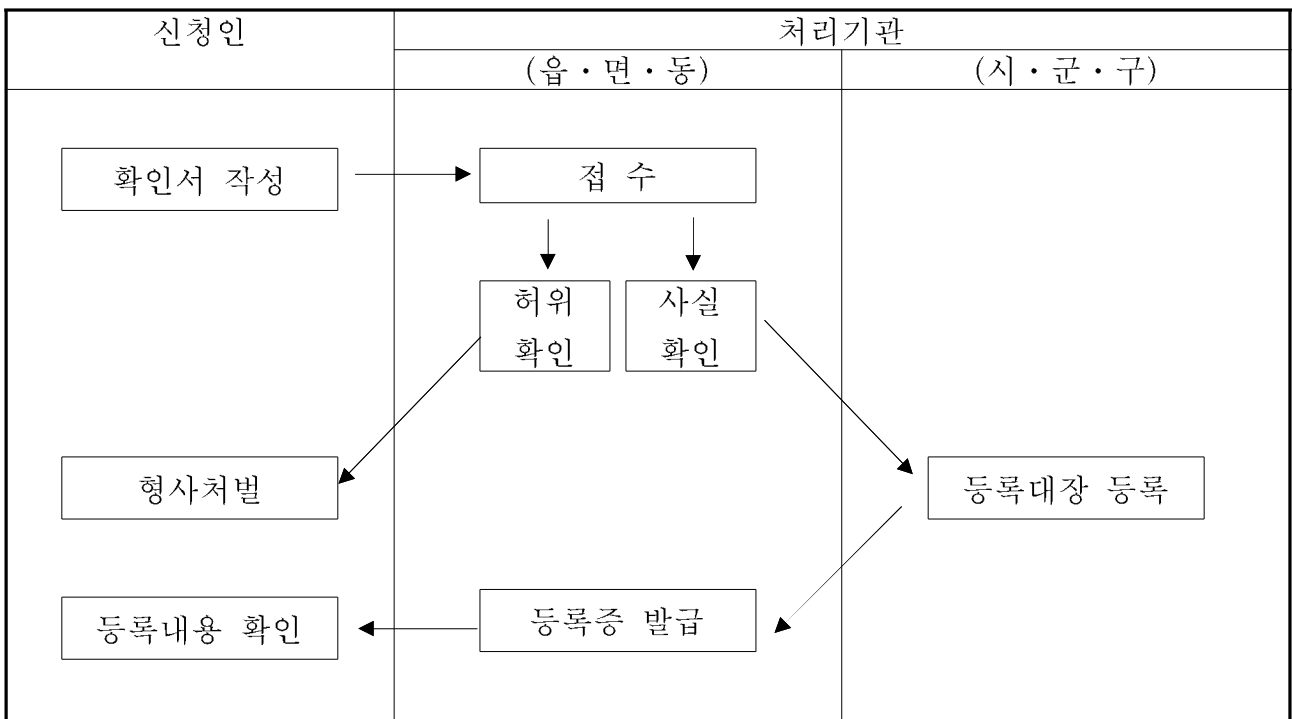 신청인
처리기관
(읍·면·동)
(시·군·구)
확인서 작성
접 수
허위
확인
사실
확인
형사처벌
등록대장 등록
등록내용 확인
등록증 발급